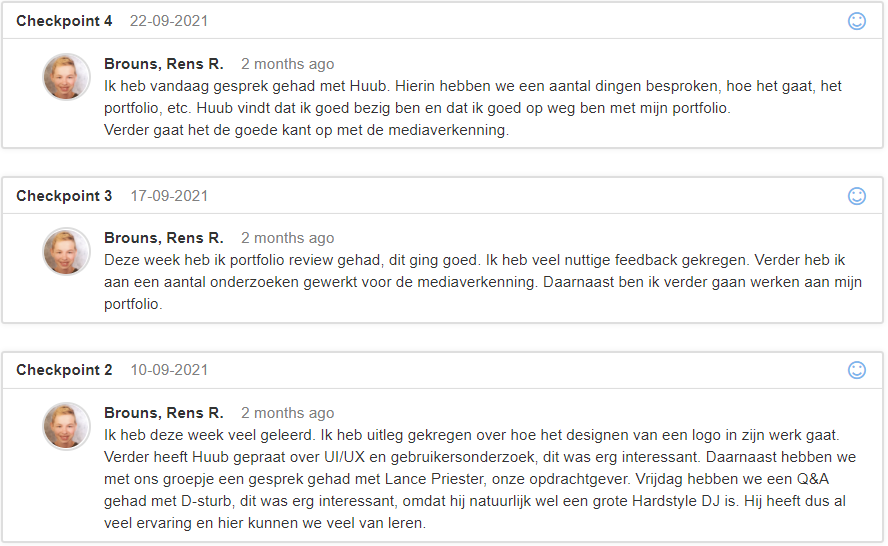 Checkpoint 4 22-09-2021
Brouns, Rens R. 2 months ago
Ik heb vandaag gesprek gehad met Huub. Hierin hebben we een aantal dingen besproken, hoe het gaat, het
portfolio, etc. Huub vindt dat ik goed bezig ben en dat ik goed op weg ben met mijn portfolio.
Verder gaat het de goede kant op met de mediaverkenning.
Checkpoint 3 17-09-2021
Brouns, Rens R. 2 months ago
Deze week heb ik portfolio review gehad, dit ging goed. Ik heb veel nuttige feedback gekregen. Verder heb ik
aan een aantal onderzoeken gewerkt voor de mediaverkenning. Daarnaast ben ik verder gaan werken aan mijn
portfolio.
Checkpoint 2 10-09-2021
Brouns, Rens R. 2 months ago
Ik heb deze week veel geleerd. Ik heb uitleg gekregen over hoe het designen van een logo in zijn werk gaat.
Verder heeft Huub gepraat over UI/UX en gebruikersonderzoek, dit was erg interessant. Daarnaast hebben we
met ons groepje een gesprek gehad met Lance Priester, onze opdrachtgever. Vrijdag hebben we een Q&A
gehad met D-sturb, dit was erg interessant, omdat hij natuurlijk wel een grote Hardstyle DJ is. Hij heeft dus al
veel ervaring en hier kunnen we veel van leren.